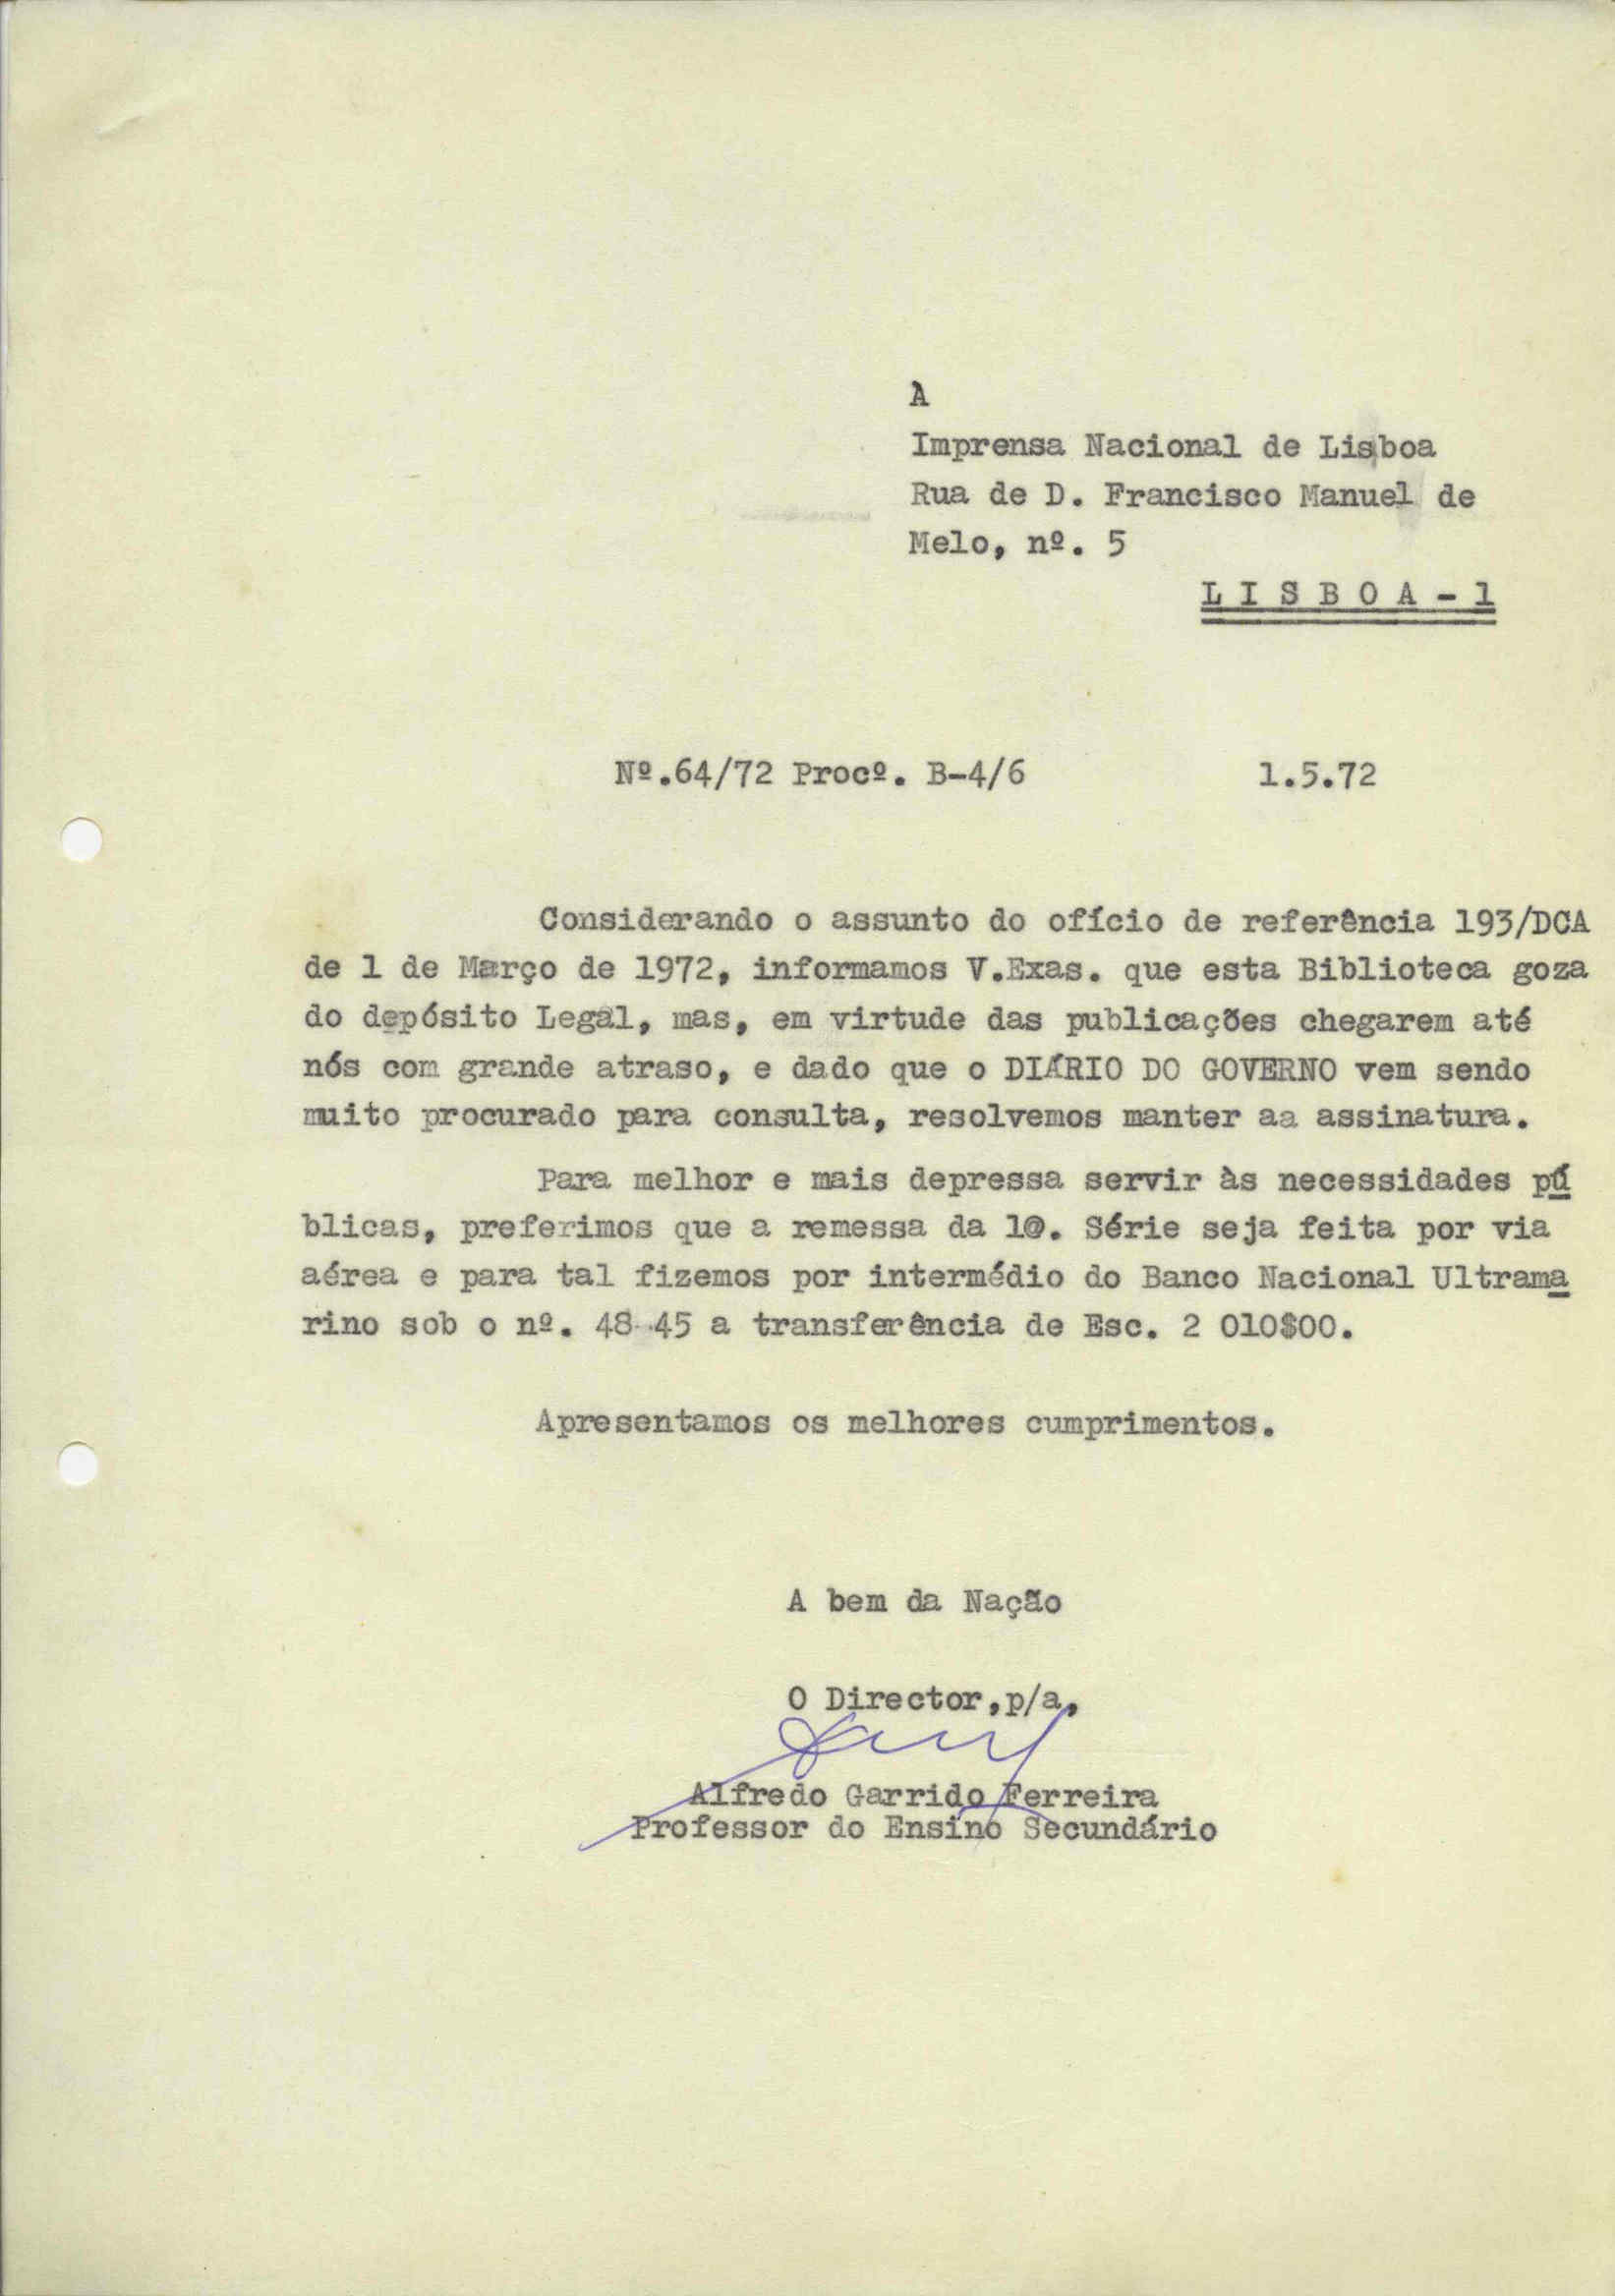 A
Imprensa Nacional de Lisboa
Rua de D. Francisco Manuel de
Melo, nº. 5
L I S B O A - 1
Nº.64/72 Procº. B-4/6 1.5.72
Considerando o assunto do ofício de referência 193/DCA
de 1 de Março de 1972, informamos V.Exas. que esta Biblioteca goza
do depósito Legal, mas, em virtude das publicações chegarem até
nós com grande atraso, e dado que o DIÁRIO DO GOVERNO vem sendo
muito procurado para consulta, resolvemos manter aa assinatura.
Para melhor e mais depressa servir às necessidades pú
blicas, preferimos que a remessa da 1@. Série seja feita por via
aérea e para tal fizemos por intermédio do Banco Nacional Ultrama
rino sob o nº. 48 45 a transferência de Esc. 2 010$00.
Apresentamos os melhores cumprimentos.
A bem da Nação
O Director,p/a,
Alfredo Garrido Ferreira
Professor do Ensino Secundário